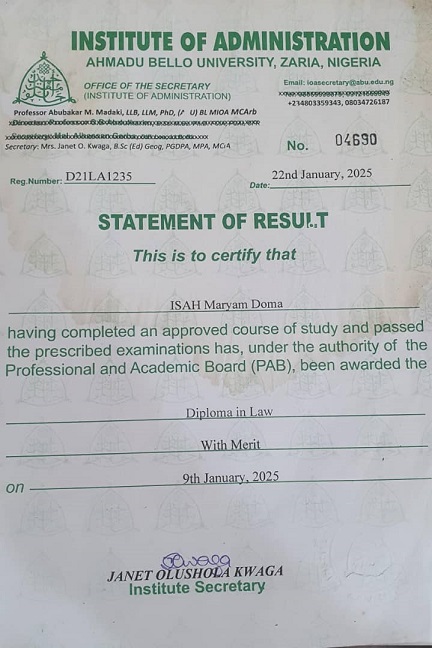 INSTITUTE OF ADMINISTRATION
AHMADU BELLO UNIVERSITY, ZARIA, NIGERIA
OFFICE OF THE SECRETARY
(INSTITUTE OF ADMINISTRATION)
Email: ioasecretary@abu.edu.ng
+234803359343, 08034726187
Professor Abubakar M. Madaki, LLB, LLM, PhD, U) BL MIOA MCArb
Secretary: Mrs. Janet O. Kwaga, B.Sc (Ed) Geog, PGDPA, MPA, MCiA
No. 04690
Reg.Number: D21LA1235
Date: 22nd January, 2025
STATEMENT OF RESULT
This is to certify that
ISAH Maryam Doma
having completed an approved course of study and passed
the prescribed examinations has, under the authority of the
Professional and Academic Board (PAB), been awarded the
Diploma in Law
With Merit
on 9th January, 2025
JANET OLUSHOLA KWAGA
Institute Secretary